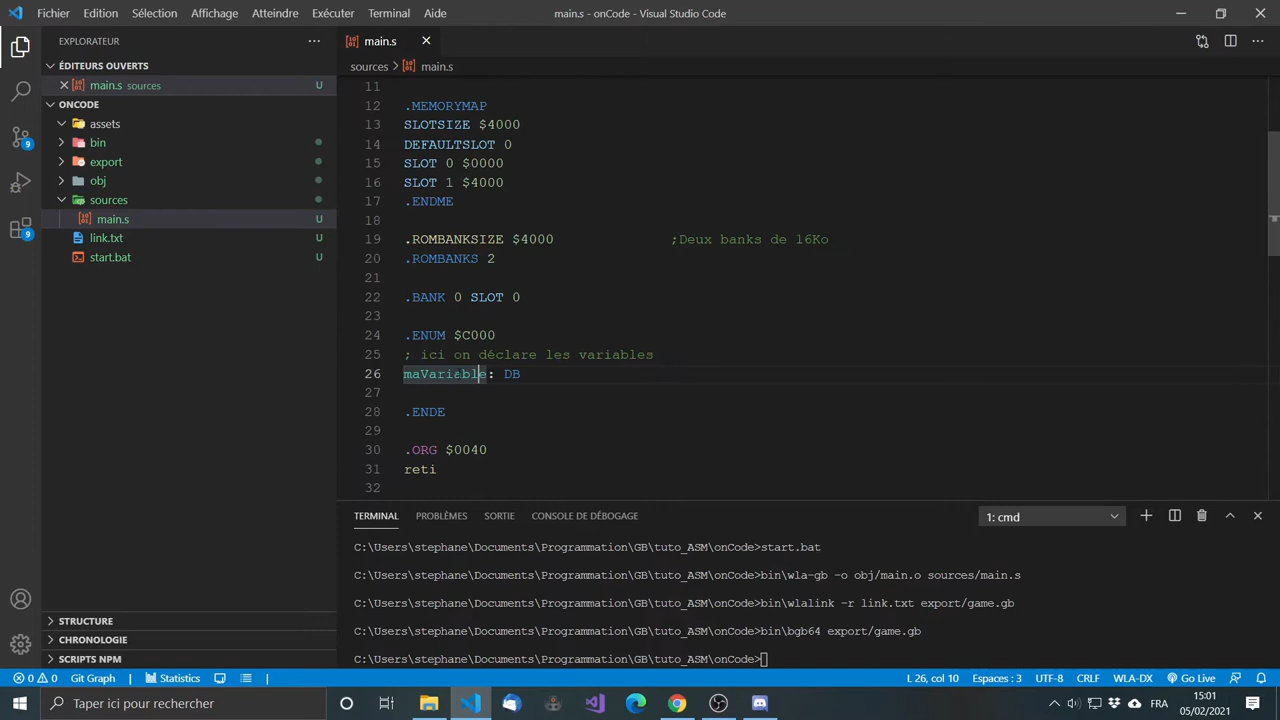 Fichier Édition Sélection Affichage Atteindre Exécuter Terminal Aide
main.s - onCode - Visual Studio Code
EXPLORATEUR
ÉDITEURS OUVERTS
main.s sources U
ONCODE
assets
bin
export
obj
sources
main.s U
link.txt U
start.bat U
STRUCTURE
CHRONOLOGIE
SCRIPTS NPM
9
9
main.s
sources > main.s
11
12 .MEMORYMAP
13 SLOTSIZE $4000
14 DEFAULTSLOT 0
15 SLOT 0 $0000
16 SLOT 1 $4000
17 .ENDME
18
19 .ROMBANKSIZE $4000 ;Deux banks de 16Ko
20 .ROMBANKS 2
21
22 .BANK 0 SLOT 0
23
24 .ENUM $C000
25 ; ici on déclare les variables
26 maVariable: DB
27
28 .ENDE
29
30 .ORG $0040
31 reti
32
TERMINAL PROBLÈMES SORTIE CONSOLE DE DÉBOGAGE 1: cmd
C:\Users\stephane\Documents\Programmation\GB\tuto_ASM\onCode>start.bat
C:\Users\stephane\Documents\Programmation\GB\tuto_ASM\onCode>bin\wla-gb -o obj/main.o sources/main.s
C:\Users\stephane\Documents\Programmation\GB\tuto_ASM\onCode>bin\wlalink -r link.txt export/game.gb
C:\Users\stephane\Documents\Programmation\GB\tuto_ASM\onCode>bin\bgb64 export/game.gb
C:\Users\stephane\Documents\Programmation\GB\tuto_ASM\onCode>
0 0 Git Graph Statistics L 26, col 10 Espaces : 3 UTF-8 CRLF WLA-DX Go Live
Taper ici pour rechercher
FRA
15:01
05/02/2021